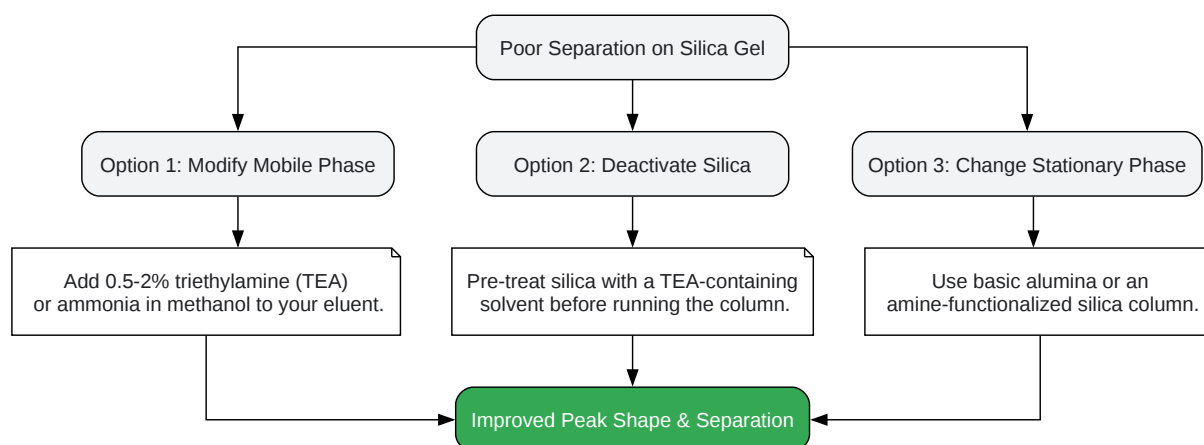 Poor Separation on Silica Gel
Option 1: Modify Mobile Phase
Option 2: Deactivate Silica
Option 3: Change Stationary Phase
Add 0.5-2% triethylamine (TEA)
or ammonia in methanol to your eluent.
Pre-treat silica with a TEA-containing
solvent before running the column.
Use basic alumina or an
amine-functionalized silica column.
Improved Peak Shape & Separation